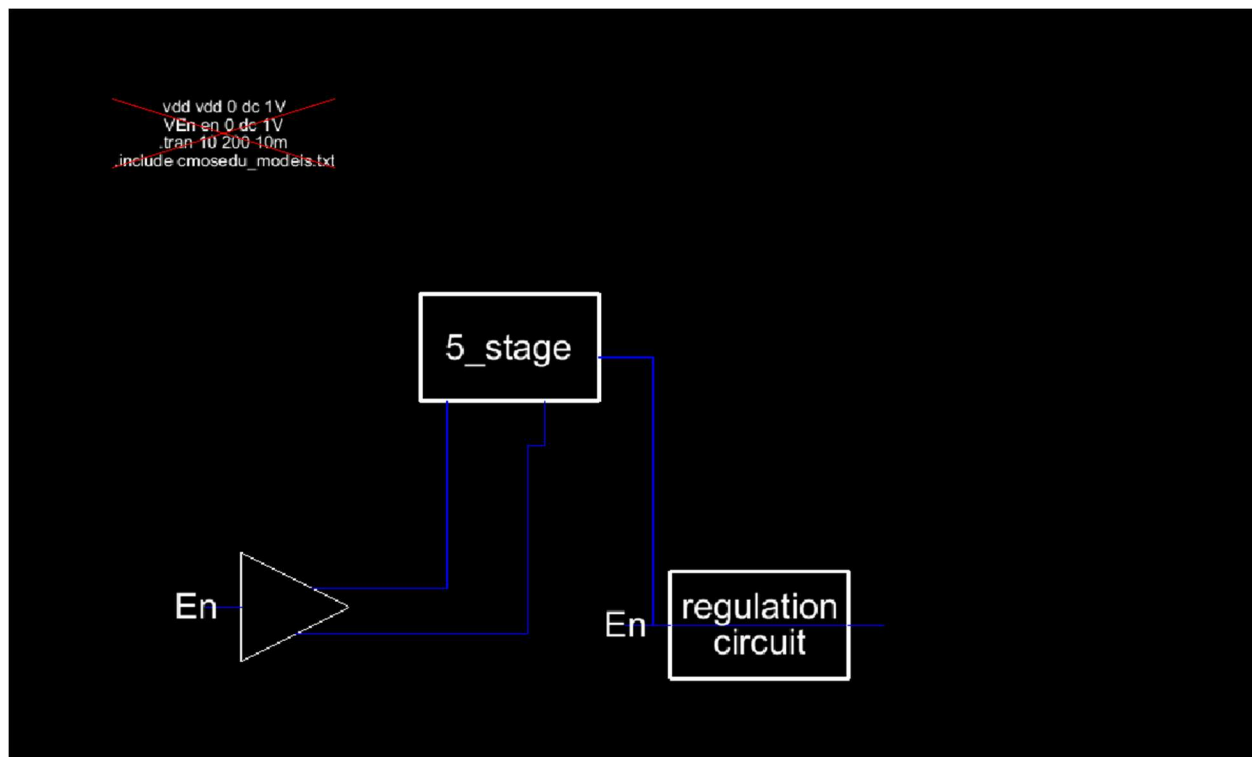 vdd vdd 0 dc 1V
VEn en 0 dc 1V
.tran 10 200 10m
.include cmosedu_models.txt
5_stage
En
En
regulation
circuit